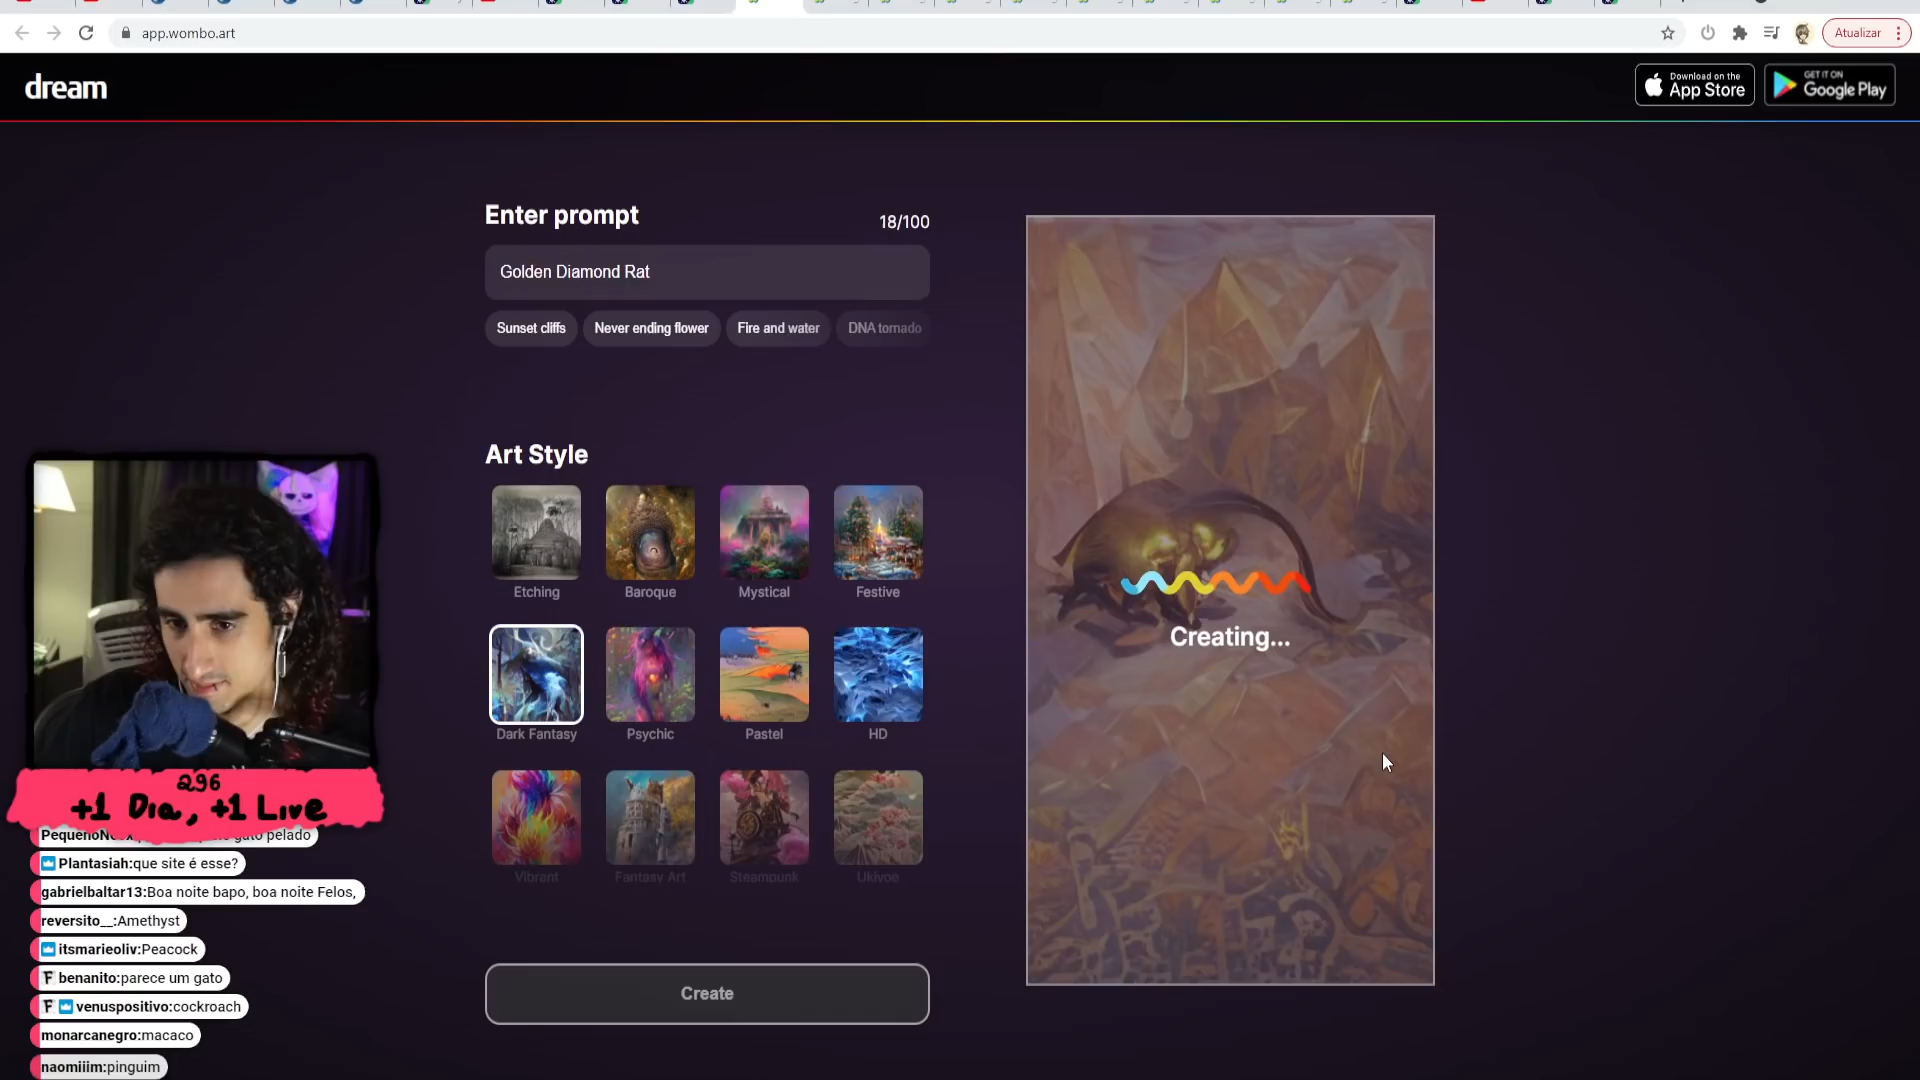 app.wombo.art
Atualizar
dream
Download on the
App Store
GET IT ON
Google Play
Enter prompt
18/100
Golden Diamond Rat
Sunset cliffs
Never ending flower
Fire and water
DNA tornado
Art Style
Etching
Baroque
Mystical
Festive
Dark Fantasy
Psychic
Pastel
HD
Vibrant
Fantasy Art
Steampunk
Ukiyoe
Create
Creating...
296
+1 Dia, +1 Live
gato pelado
Plantasiah:que site é esse?
gabrielbaltar13:Boa noite bapo, boa noite Felos,
reversito__:Amethyst
itsmarieoliv:Peacock
F benanito:parece um gato
F venuspositivo:cockroach
monarcanegro:macaco
naomiiim:pinguim